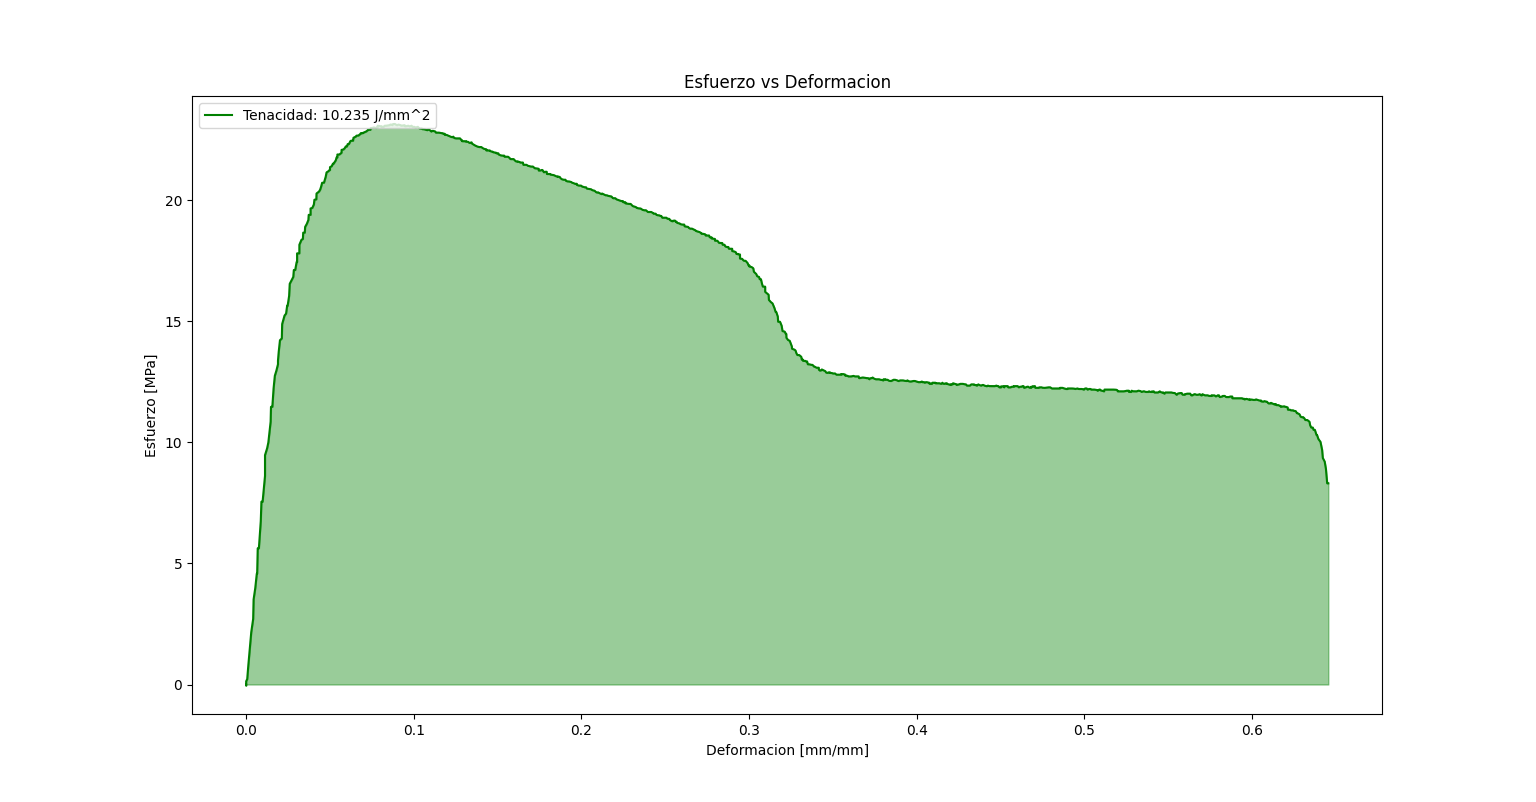 Esfuerzo vs Deformacion
Tenacidad: 10.235 J/mm^2
20
15
10
5
0
Esfuerzo [MPa]
0.0 0.1 0.2 0.3 0.4 0.5 0.6
Deformacion [mm/mm]